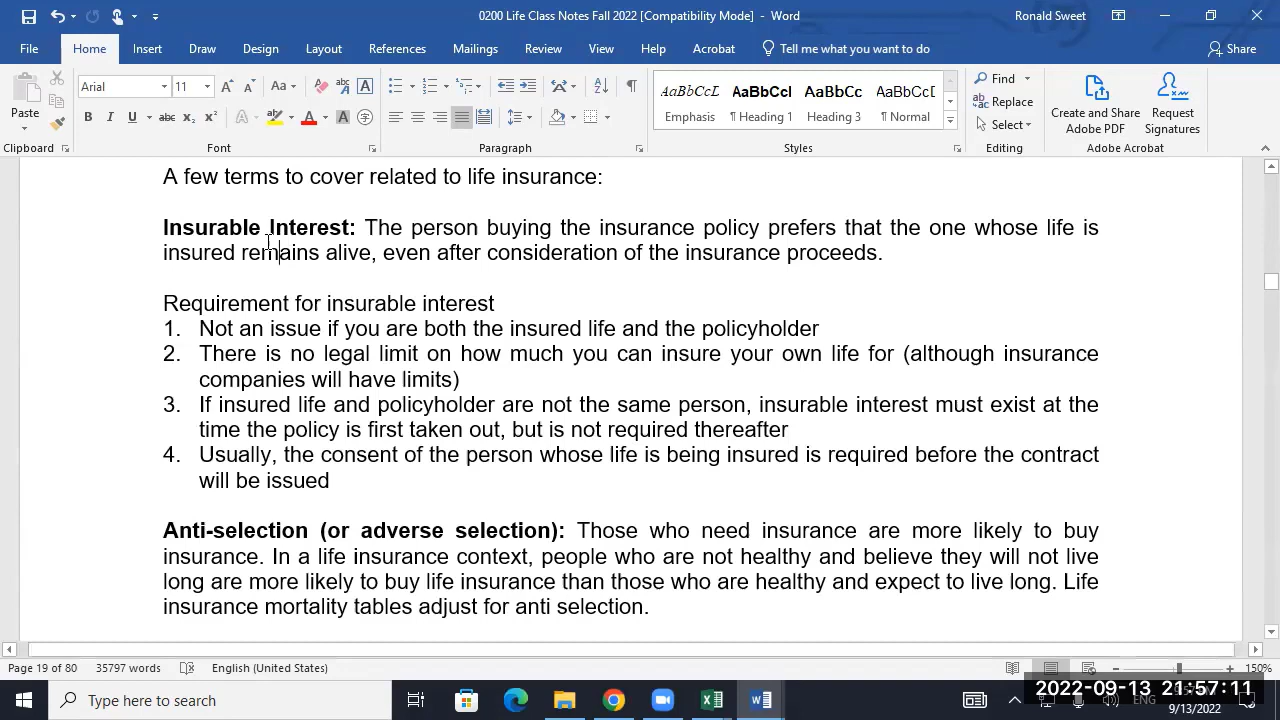 0200 Life Class Notes Fall 2022 [Compatibility Mode] - Word
Ronald Sweet
File Home Insert Draw Design Layout References Mailings Review View Help Acrobat Tell me what you want to do Share
Paste
Arial 11
Emphasis
¶ Heading 1
Heading 3
¶ Normal
Find
Replace
Select
Create and Share
Adobe PDF
Request
Signatures
Clipboard Font Paragraph Styles Editing Adobe Acrobat
A few terms to cover related to life insurance:
Insurable Interest: The person buying the insurance policy prefers that the one whose life is
insured remains alive, even after consideration of the insurance proceeds.
Requirement for insurable interest
1. Not an issue if you are both the insured life and the policyholder
2. There is no legal limit on how much you can insure your own life for (although insurance
companies will have limits)
3. If insured life and policyholder are not the same person, insurable interest must exist at the
time the policy is first taken out, but is not required thereafter
4. Usually, the consent of the person whose life is being insured is required before the contract
will be issued
Anti-selection (or adverse selection): Those who need insurance are more likely to buy
insurance. In a life insurance context, people who are not healthy and believe they will not live
long are more likely to buy life insurance than those who are healthy and expect to live long. Life
insurance mortality tables adjust for anti selection.
Page 19 of 80 35797 words English (United States) 150%
Type here to search
2022-09-13 21:57:11
ENG
9/13/2022